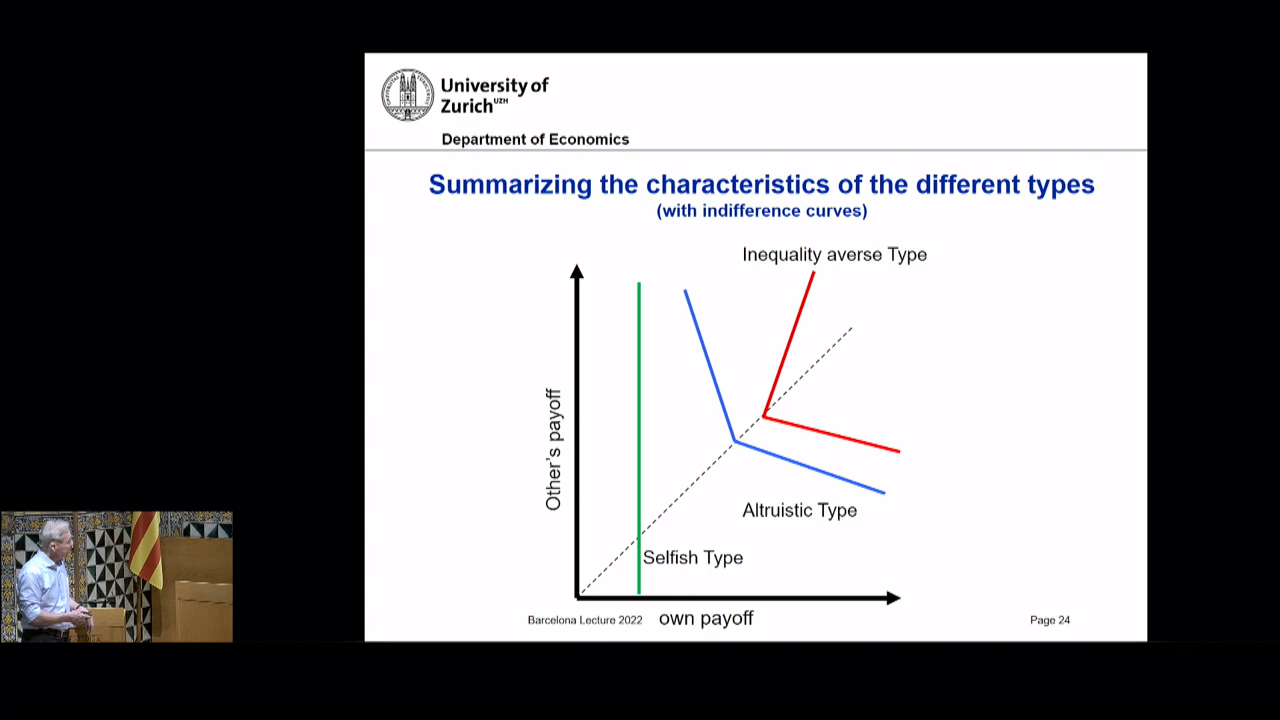 University of
Zurich UZH
Department of Economics
Summarizing the characteristics of the different types
(with indifference curves)
Inequality averse Type
Other's payoff
Altruistic Type
Selfish Type
own payoff
Barcelona Lecture 2022
Page 24